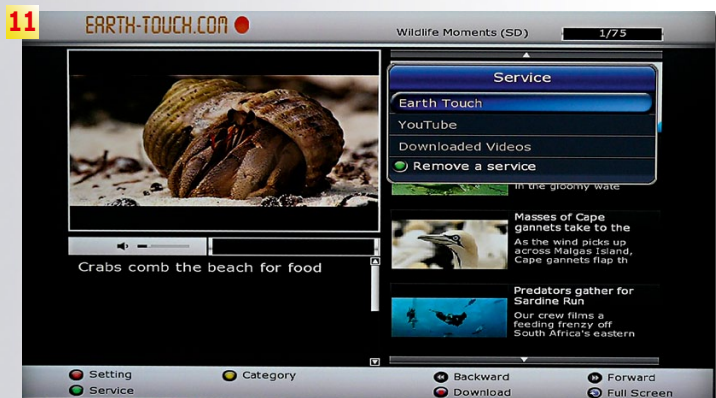 11
EARTH-TOUCH.COM
Wildlife Moments (SD)
1/75
Service
Earth Touch
YouTube
Downloaded Videos
Remove a service
in the gloomy wate
Masses of Cape
gannets take to the
As the wind picks up
across Malgas Island,
Cape gannets flap th
Crabs comb the beach for food
Predators gather for
Sardine Run
Our crew films a
feeding frenzy off
South Africa's eastern
Setting
Category
Backward
Forward
Service
Download
Full Screen